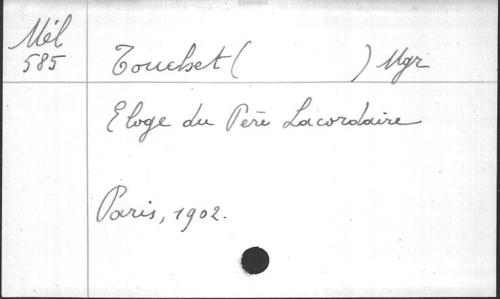 Mél
585
Touchet ( ) Mgr
Eloge du Père Lacordaire
Paris, 1902.